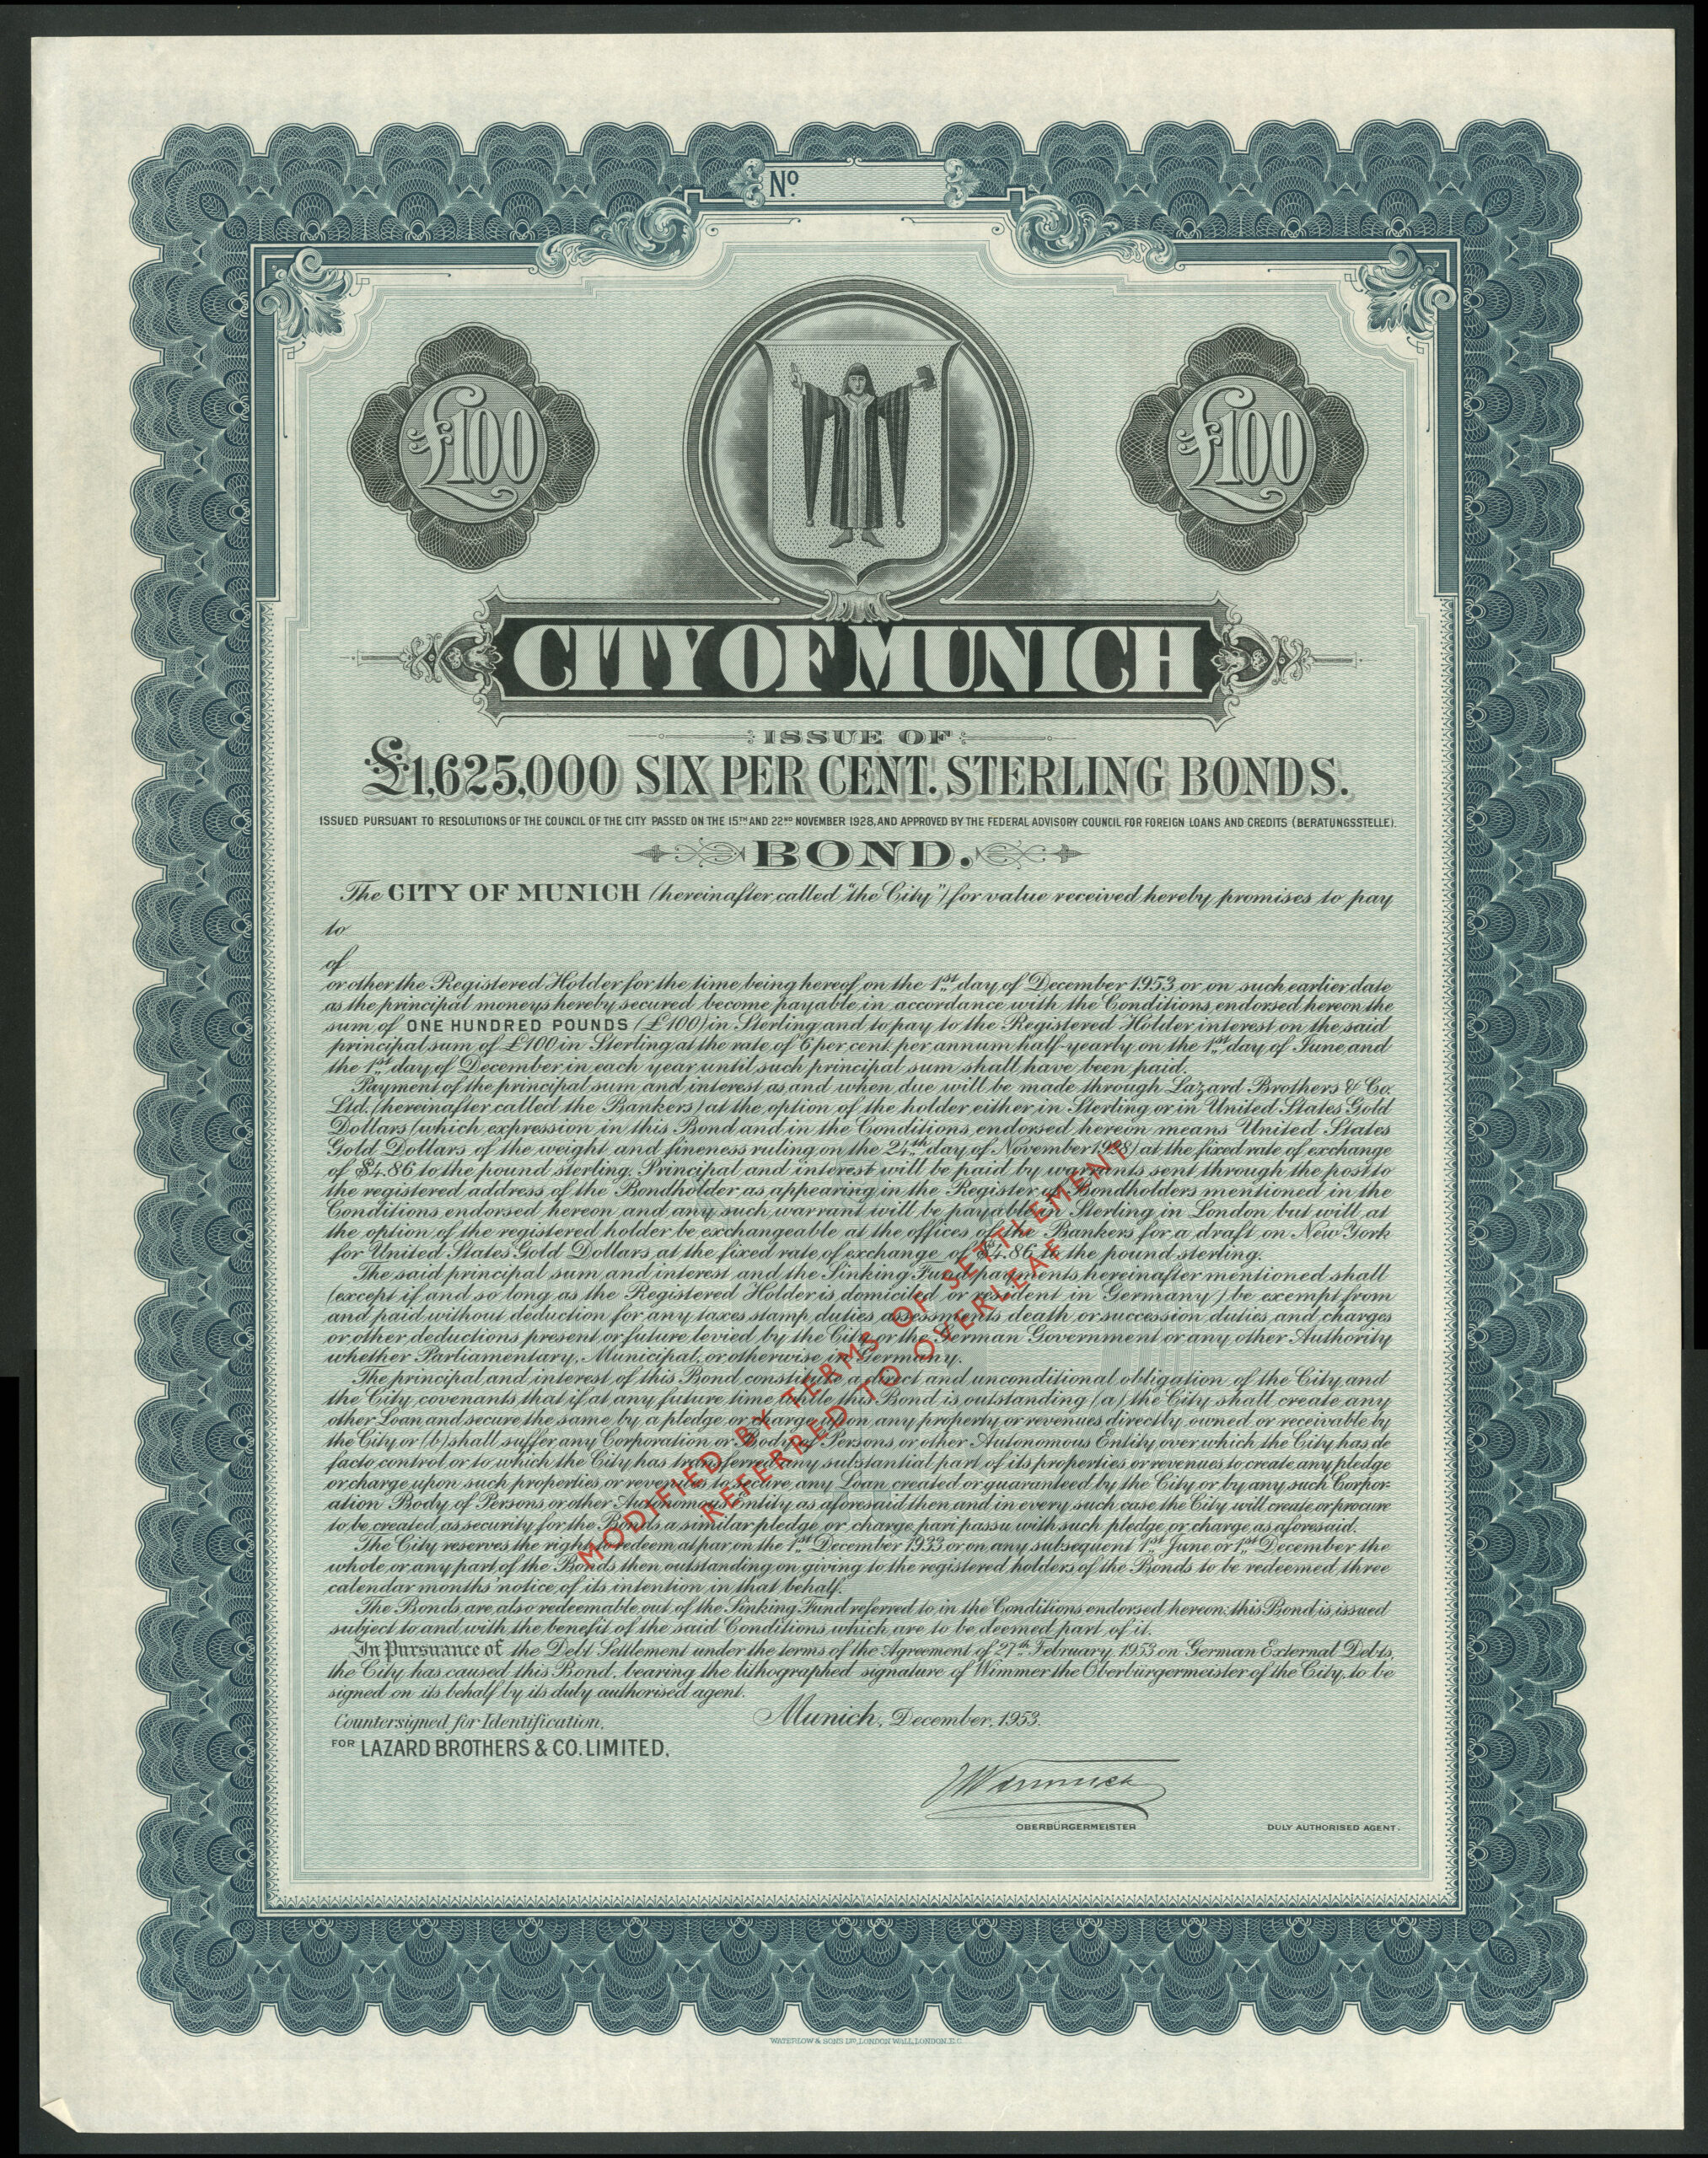 No.
£100
£100
CITY OF MUNICH
ISSUE OF
£1,625,000 SIX PER CENT. STERLING BONDS.
ISSUED PURSUANT TO RESOLUTIONS OF THE COUNCIL OF THE CITY PASSED ON THE 15TH AND 22ND NOVEMBER 1928, AND APPROVED BY THE FEDERAL ADVISORY COUNCIL FOR FOREIGN LOANS AND CREDITS (BERATUNGSSTELLE).
BOND.
The CITY OF MUNICH (hereinafter called "the City") for value received hereby promises to pay
to
of
or other the Registered Holder for the time being hereof on the 1st day of December 1953 or on such earlier date
as the principal moneys hereby secured become payable in accordance with the Conditions endorsed hereon the
sum of ONE HUNDRED POUNDS (£100) in Sterling and to pay to the Registered Holder interest on the said
principal sum of £100 in Sterling at the rate of 6 per cent. per annum half-yearly on the 1st day of June and
the 1st day of December in each year until such principal sum shall have been paid.
Payment of the principal sum and interest as and when due will be made through Lazard Brothers & Co.
Ltd. (hereinafter called the Bankers) at the option of the holder either in Sterling or in United States Gold
Dollars (which expression in this Bond and in the Conditions endorsed hereon means United States
Gold Dollars of the weight and fineness ruling on the 24th day of November 1928) at the fixed rate of exchange
of $4.86 to the pound sterling. Principal and interest will be paid by warrants sent through the post to
the registered address of the Bondholder as appearing in the Register of Bondholders mentioned in the
Conditions endorsed hereon and any such warrant will be payable in Sterling in London but will at
the option of the registered holder be exchangeable at the offices of the Bankers for a draft on New York
for United States Gold Dollars at the fixed rate of exchange of $4.86 to the pound sterling.
The said principal sum and interest and the Sinking Fund payments hereinafter mentioned shall
(except if and so long as the Registered Holder is domiciled or resident in Germany) be exempt from
and paid without deduction for any taxes stamp duties assessments death or succession duties and charges
or other deductions present or future levied by the City or the German Government or any other Authority
whether Parliamentary, Municipal, or otherwise in Germany.
The principal and interest of this Bond constitute a direct and unconditional obligation of the City and
the City covenants that if at any future time while this Bond is outstanding (a) the City shall create any
other Loan and secure the same by a pledge or charge upon any property or revenues directly owned or receivable by
the City or (b) shall suffer any Corporation or Body of Persons or other Autonomous Entity over which the City has de
facto control or to which the City has transferred any substantial part of its properties or revenues to create any pledge
or charge upon such properties or revenues to secure any Loan created or guaranteed by the City or by any such Corpor-
ation Body of Persons or other Autonomous Entity as aforesaid then and in every such case the City will create or procure
to be created as security for the Bonds a similar pledge or charge pari passu with such pledge or charge as aforesaid.
The City reserves the right to redeem at par on the 1st December 1933 or on any subsequent 1st June or 1st December the
whole or any part of the Bonds then outstanding on giving to the registered holders of the Bonds to be redeemed three
calendar months notice of its intention in that behalf.
The Bonds are also redeemable out of the Sinking Fund referred to in the Conditions endorsed hereon: this Bond is issued
subject to and with the benefit of the said Conditions which are to be deemed part of it.
In Pursuance of the Debt Settlement under the terms of the Agreement of 27th February 1953 on German External Debts,
the City has caused this Bond, bearing the lithographed signature of Wimmer the Oberbürgermeister of the City, to be
signed on its behalf by its duly authorised agent.
MODIFIED BY TERMS OF SETTLEMENT
REFERRED TO OVERLEAF
Countersigned for Identification,
Munich, December, 1953.
FOR LAZARD BROTHERS & CO. LIMITED,
Wimmer
OBERBÜRGERMEISTER
DULY AUTHORISED AGENT.
WATERLOW & SONS LTD, LONDON WALL, LONDON, E.C.